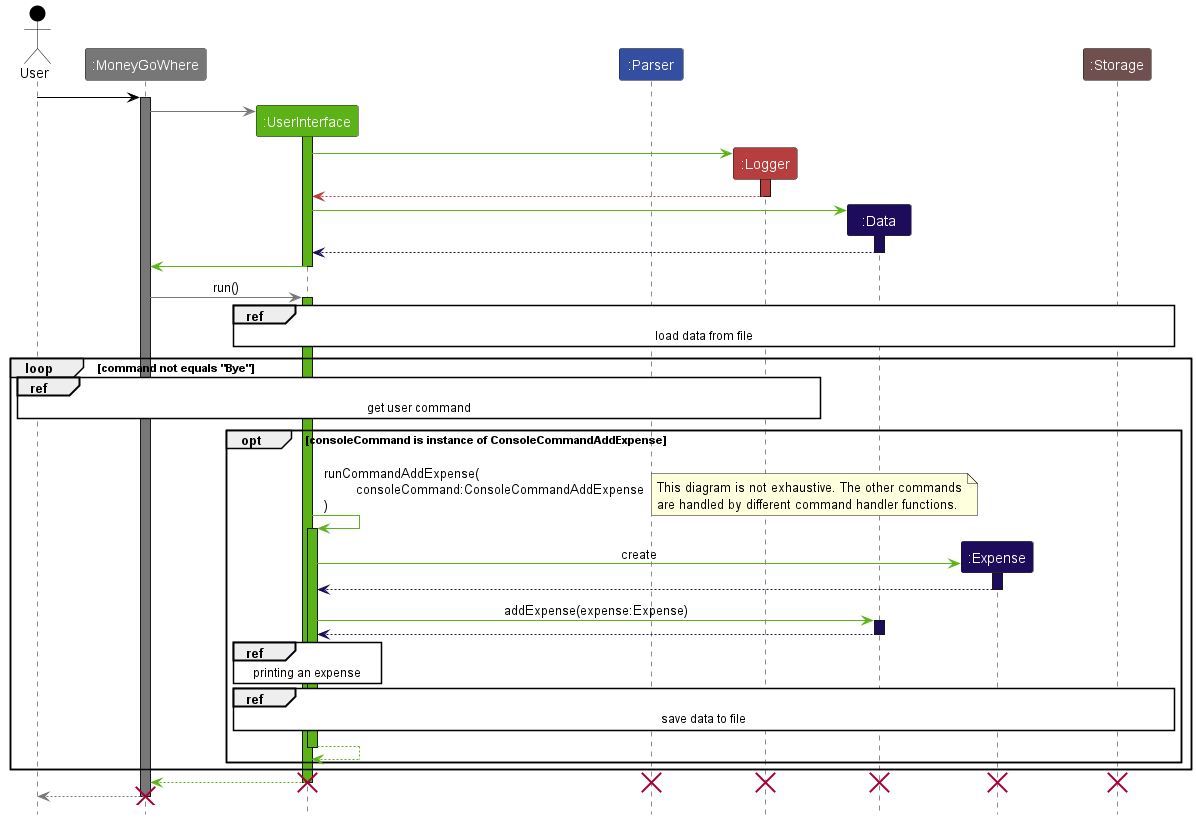 User
:MoneyGoWhere
:Parser
:Storage
:UserInterface
:Logger
:Data
run()
ref
load data from file
loop
[command not equals "Bye"]
ref
get user command
opt
[consoleCommand is instance of ConsoleCommandAddExpense]
runCommandAddExpense(
consoleCommand:ConsoleCommandAddExpense
)
This diagram is not exhaustive. The other commands
are handled by different command handler functions.
create
:Expense
addExpense(expense:Expense)
ref
printing an expense
ref
save data to file